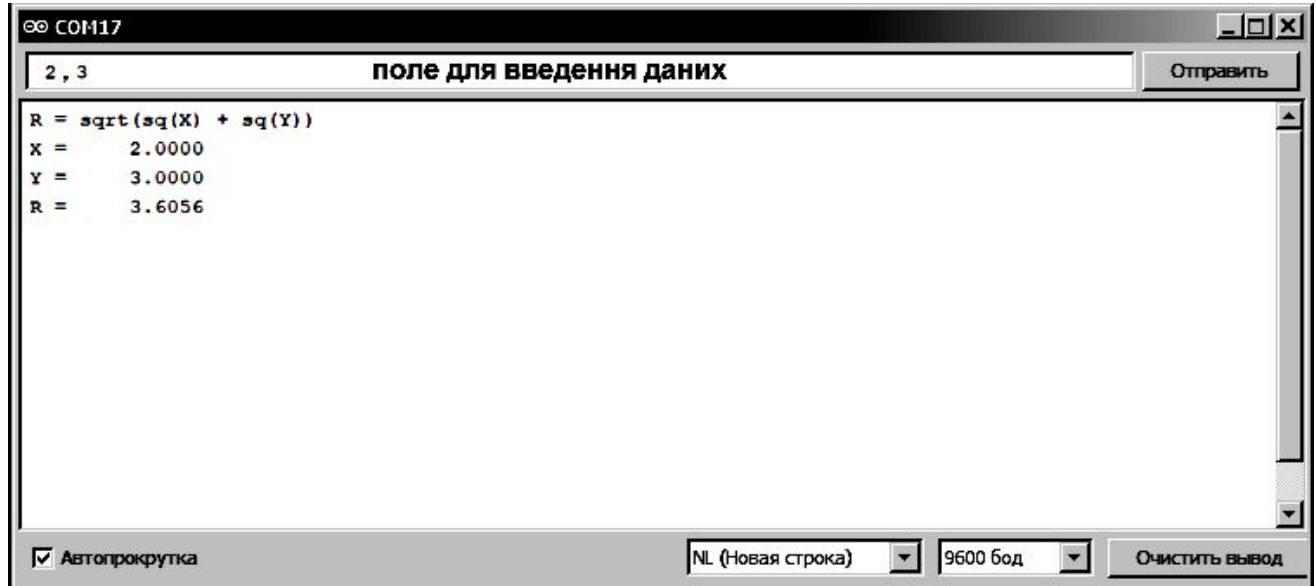 COM17
2,3 поле для введення даних Отправить
R = sqrt(sq(X) + sq(Y))
X = 2.0000
Y = 3.0000
R = 3.6056
Автопрокрутка NL (Новая строка) 9600 бод Очистить вывод